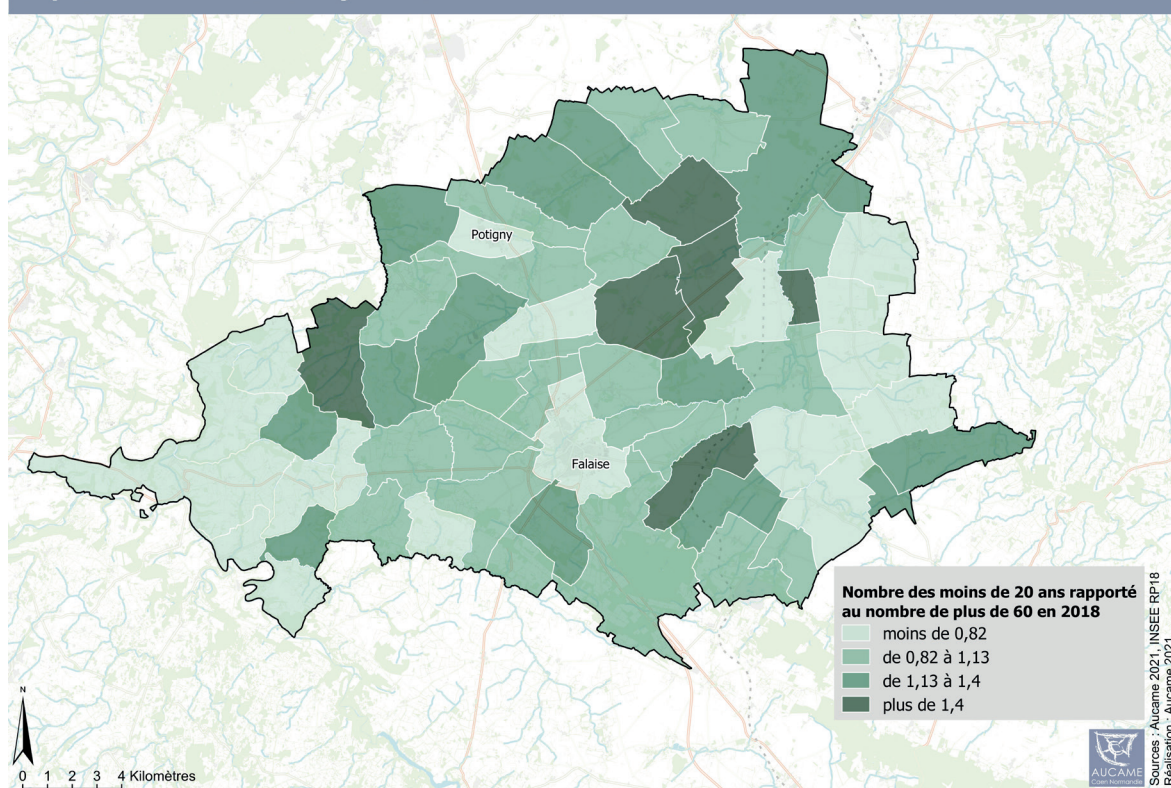 Potigny
Falaise
Nombre des moins de 20 ans rapporté
au nombre de plus de 60 en 2018
moins de 0,82
de 0,82 à 1,13
de 1,13 à 1,4
plus de 1,4
N
0 1 2 3 4 Kilomètres
AUCAME
Caen Normandie
Sources : Aucame 2021, INSEE RP18
Réalisation : Aucame 2021